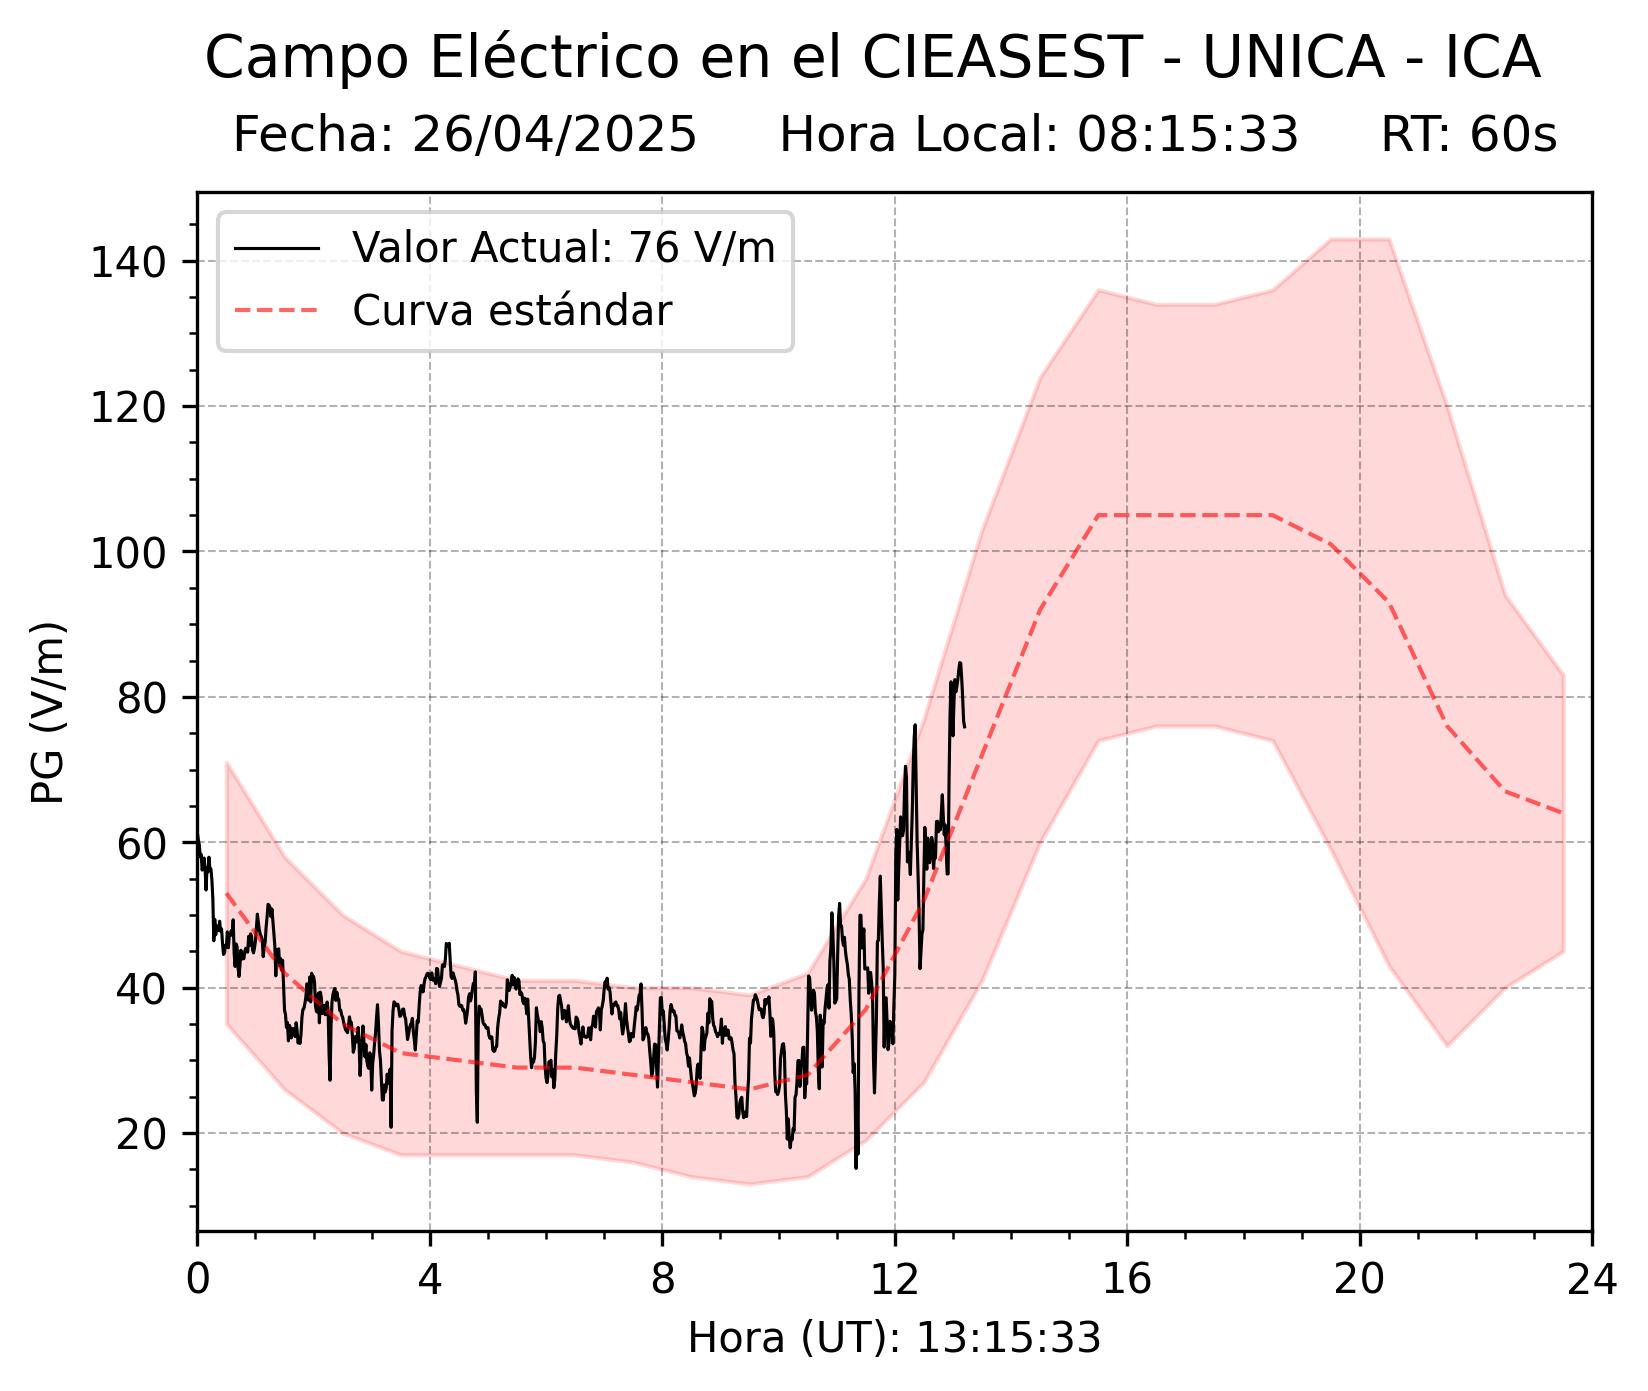 Campo Eléctrico en el CIEASEST - UNICA - ICA
Fecha: 26/04/2025 Hora Local: 08:15:33 RT: 60s
Valor Actual: 76 V/m
Curva estándar
PG (V/m)
140
120
100
80
60
40
20
0 4 8 12 16 20 24
Hora (UT): 13:15:33